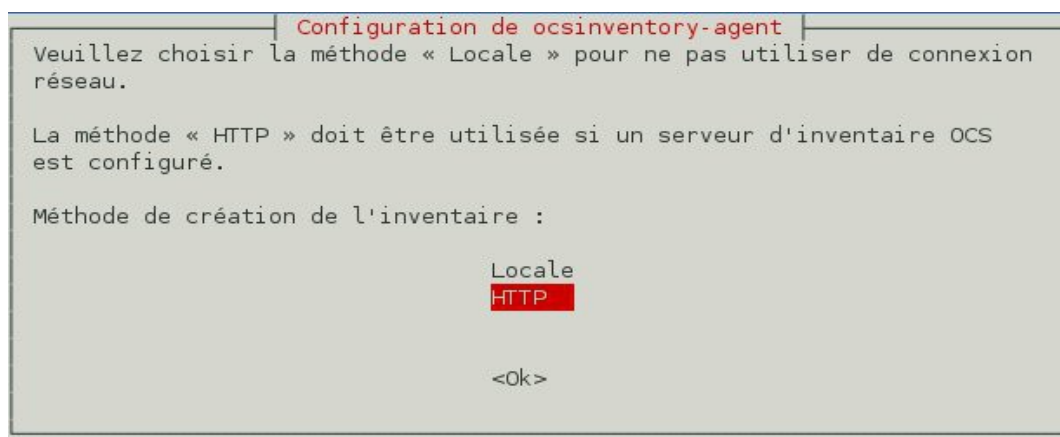 Configuration de ocsinventory-agent
Veuillez choisir la méthode « Locale » pour ne pas utiliser de connexion
réseau.
La méthode « HTTP » doit être utilisée si un serveur d'inventaire OCS
est configuré.
Méthode de création de l'inventaire :
Locale
HTTP
<Ok>